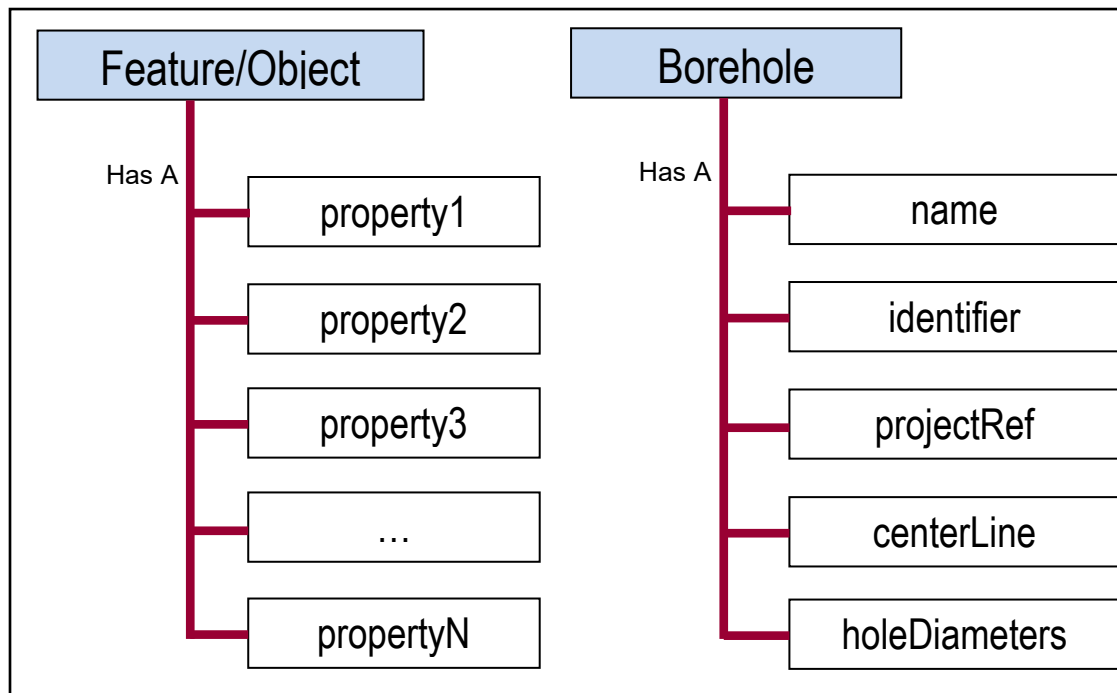 Feature/Object
Has A
property1
property2
property3
...
propertyN
Borehole
Has A
name
identifier
projectRef
centerLine
holeDiameters